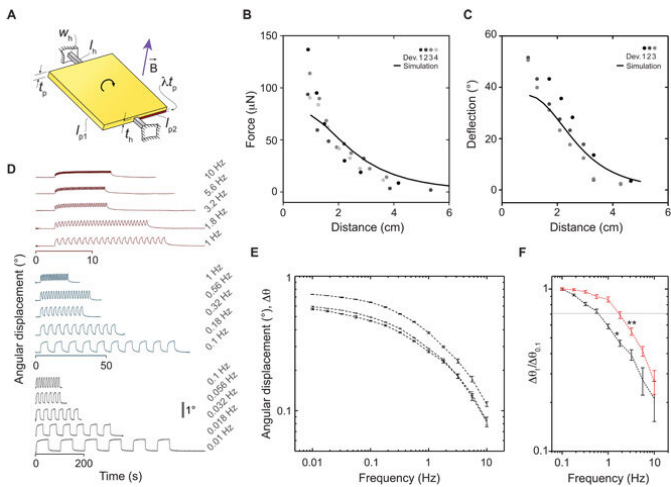 A
w_h
l_h
B⃗
t_p
λt_p
l_p1
t_h
l_p2
B
Force (μN)
150
100
50
0
Dev. 1 2 3 4
Simulation
0 2 4 6
Distance (cm)
C
Deflection (°)
60
40
20
0
Dev. 1 2 3
Simulation
0 2 4 6
Distance (cm)
D
Angular displacement (°)
10 Hz
5.6 Hz
3.2 Hz
1.8 Hz
1 Hz
0 10
1 Hz
0.56 Hz
0.32 Hz
0.18 Hz
0.1 Hz
0 50
0.1 Hz
0.056 Hz
0.032 Hz
0.018 Hz
0.01 Hz
1°
0 200
Time (s)
E
Angular displacement (°), Δθ
1
0.1
0.01 0.1 1 10
Frequency (Hz)
F
Δθ_f/Δθ_0.1
1
0.1
*
**
0.1 1 10
Frequency (Hz)